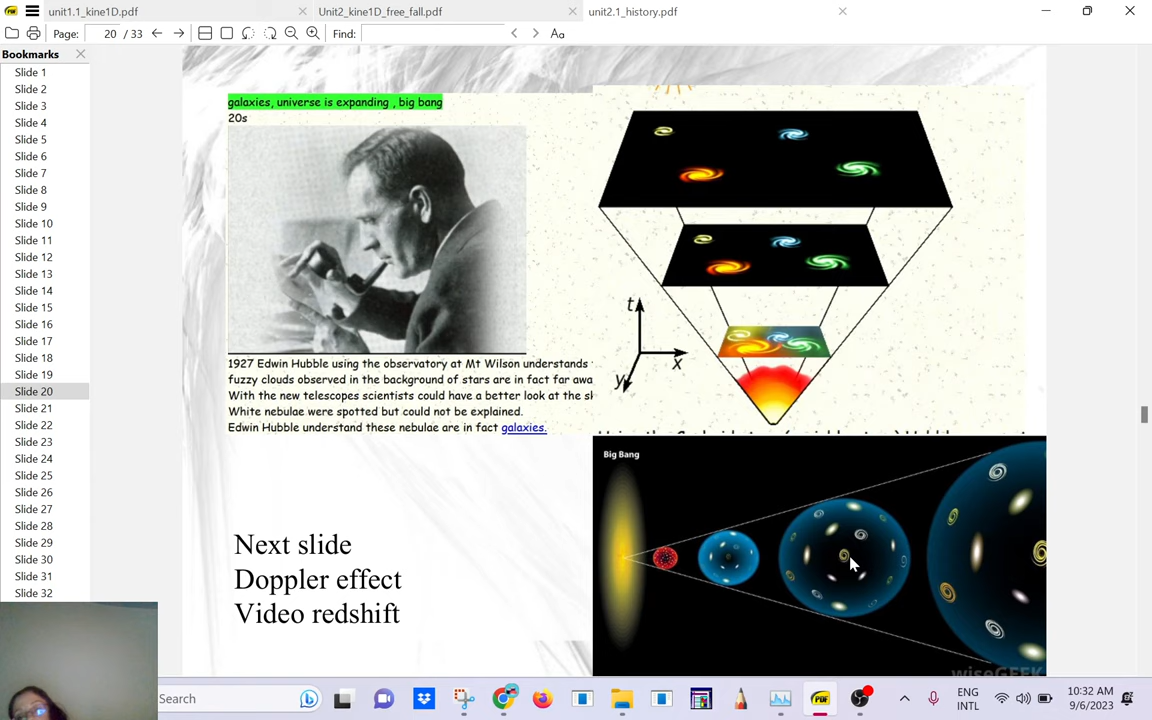 unit1.1_kine1D.pdf
Unit2_kine1D_free_fall.pdf
unit2.1_history.pdf
Page: 20 / 33
Find:
Aa
Bookmarks
Slide 1
Slide 2
Slide 3
Slide 4
Slide 5
Slide 6
Slide 7
Slide 8
Slide 9
Slide 10
Slide 11
Slide 12
Slide 13
Slide 14
Slide 15
Slide 16
Slide 17
Slide 18
Slide 19
Slide 20
Slide 21
Slide 22
Slide 23
Slide 24
Slide 25
Slide 26
Slide 27
Slide 28
Slide 29
Slide 30
Slide 31
Slide 32
galaxies, universe is expanding , big bang
20s
1927 Edwin Hubble using the observatory at Mt Wilson understands
fuzzy clouds observed in the background of stars are in fact far awa
With the new telescopes scientists could have a better look at the sk
White nebulae were spotted but could not be explained.
Edwin Hubble understand these nebulae are in fact galaxies.
t
x
y
Big Bang
wiseGEEK
Next slide
Doppler effect
Video redshift
Search
PDF
ENG
INTL
10:32 AM
9/6/2023